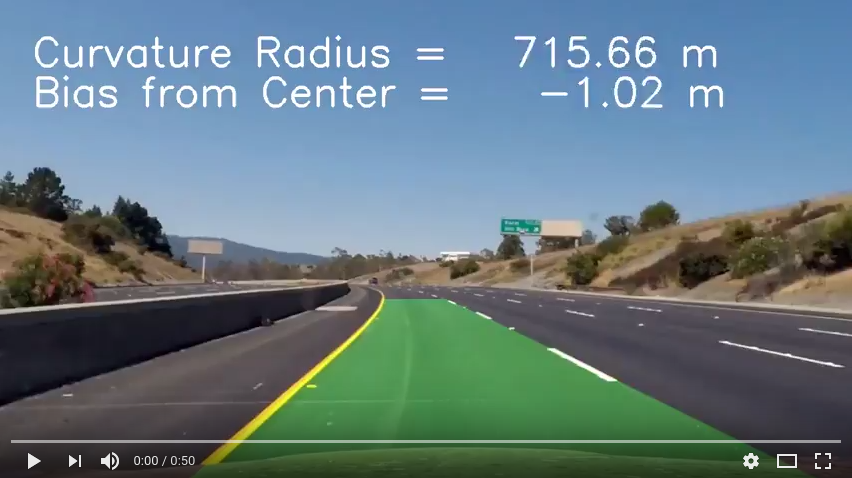 Curvature Radius = 715.66 m
Bias from Center = -1.02 m
0:00 / 0:50